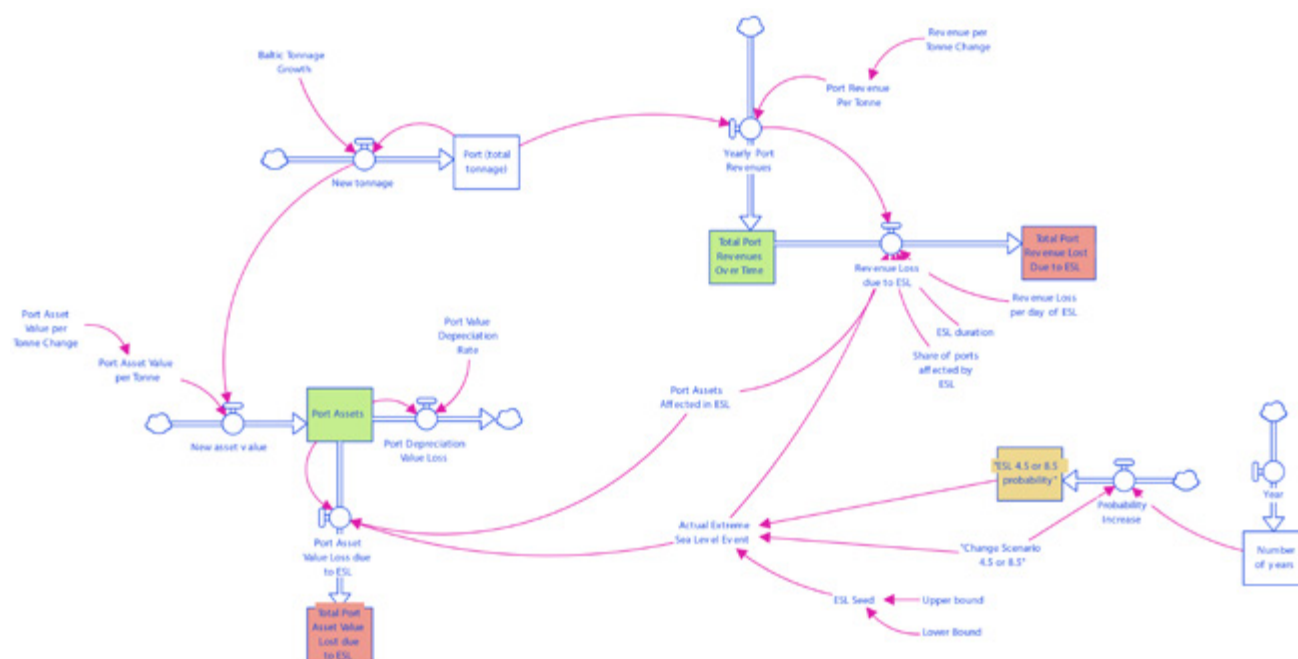 Revenue per
Tonne Change
Baltic Tonnage
Growth
Port Revenue
Per Tonne
Port (total
tonnage)
Yearly Port
Revenues
New tonnage
Total Port
Revenues
Over Time
Total Port
Revenue Lost
Due to ESL
Revenue Loss
due to ESL
Revenue Loss
per day of ESL
Port Asset
Value per
Tonne Change
Port Value
Depreciation
Rate
ESL duration
Port Asset Value
per Tonne
Share of ports
affected by
ESL
Port Assets
Affected in ESL
Port Assets
New asset value
Port Depreciation
Value Loss
"ESL 4.5 or 8.5
probability"
Year
Probability
Increase
Actual Extreme
Sea Level Event
"Change Scenario
4.5 or 8.5"
Number
of years
Port Asset
Value Loss due
to ESL
ESL Seed
Upper bound
Lower Bound
Total Port
Asset Value
Lost due
to ESL